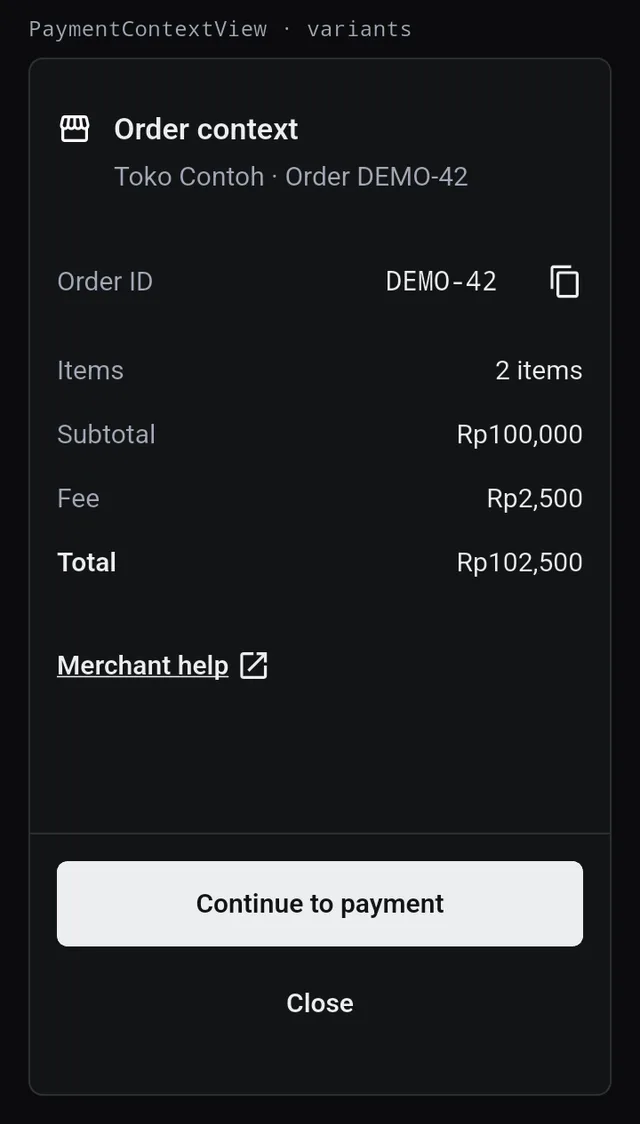 PaymentContextView · variants
Order context
Toko Contoh · Order DEMO-42
Order ID DEMO-42
Items 2 items
Subtotal Rp100,000
Fee Rp2,500
Total Rp102,500
Merchant help
Continue to payment
Close